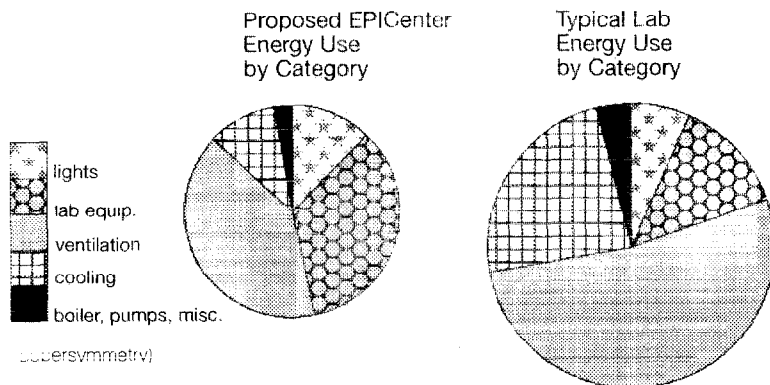 Proposed EPICenter
Energy Use
by Category
Typical Lab
Energy Use
by Category
lights
lab equip.
ventilation
cooling
boiler, pumps, misc.
supersymmetry)